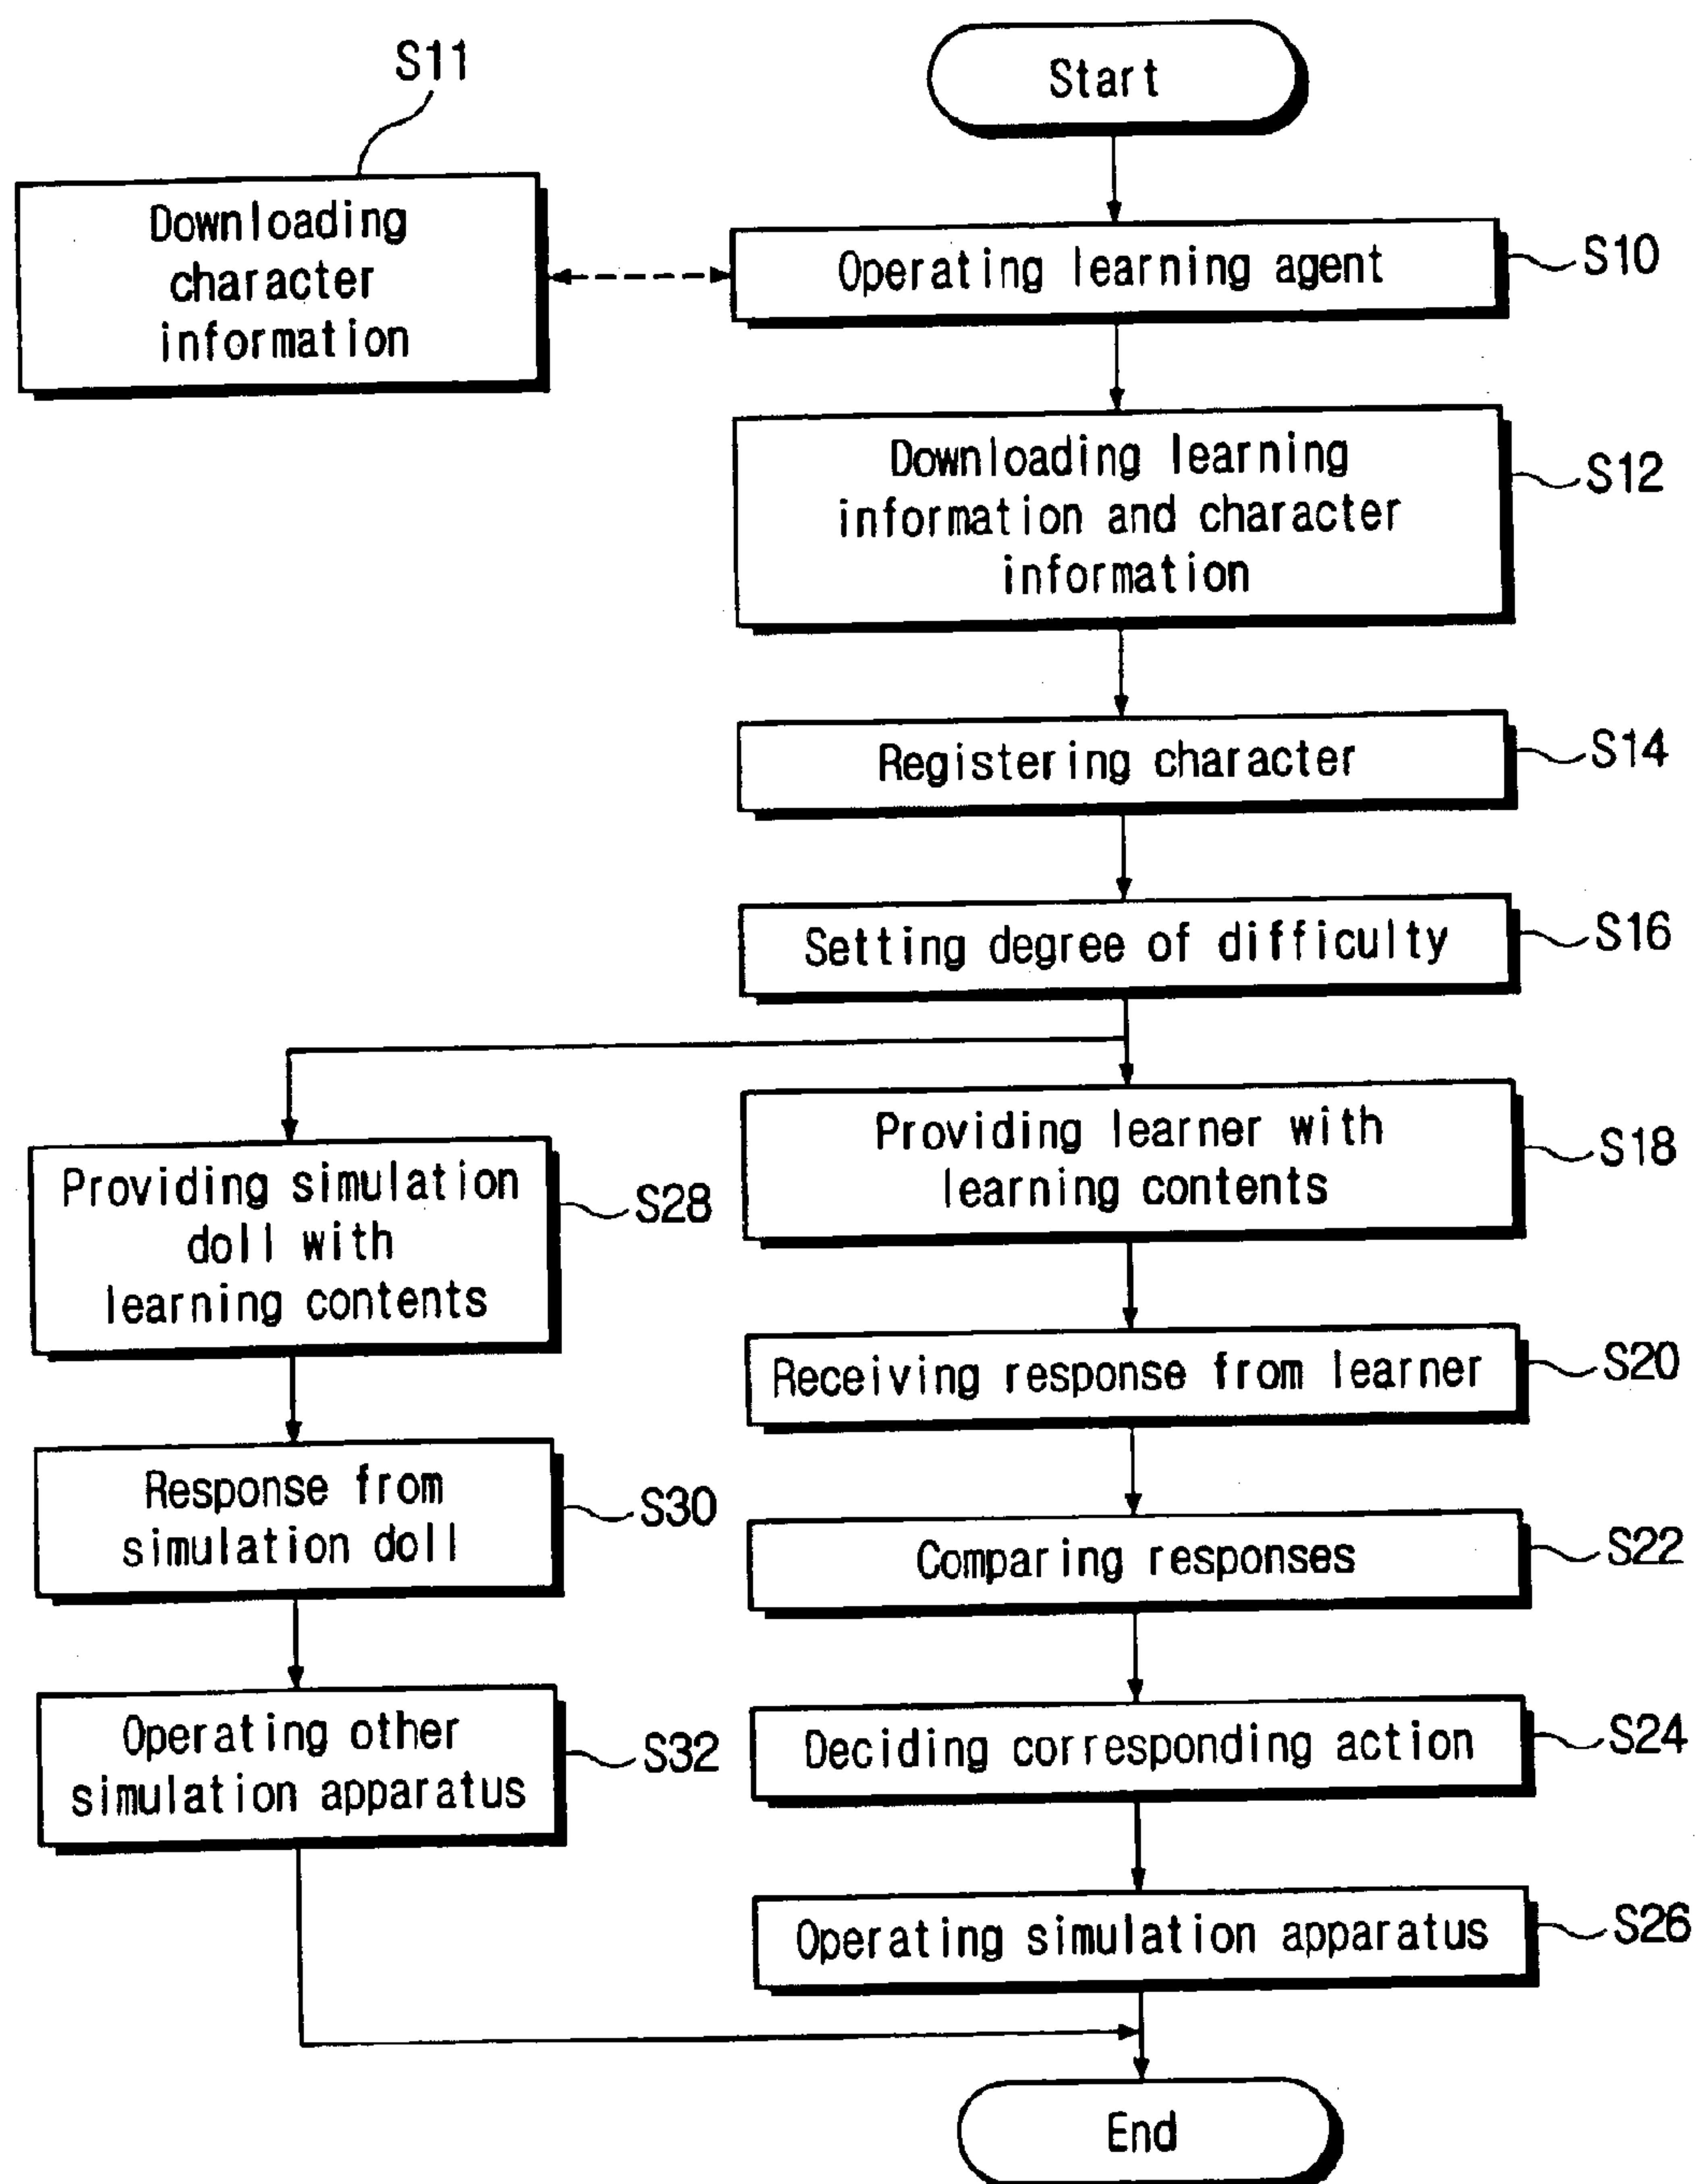 Start
S11
Downloading
character
information
Operating learning agent
S10
Downloading learning
information and character
information
S12
Registering character
S14
Setting degree of difficulty
S16
Providing learner with
learning contents
S18
Providing simulation
doll with
learning contents
S28
Receiving response from learner
S20
Response from
simulation doll
S30
Comparing responses
S22
Operating other
simulation apparatus
S32
Deciding corresponding action
S24
Operating simulation apparatus
S26
End